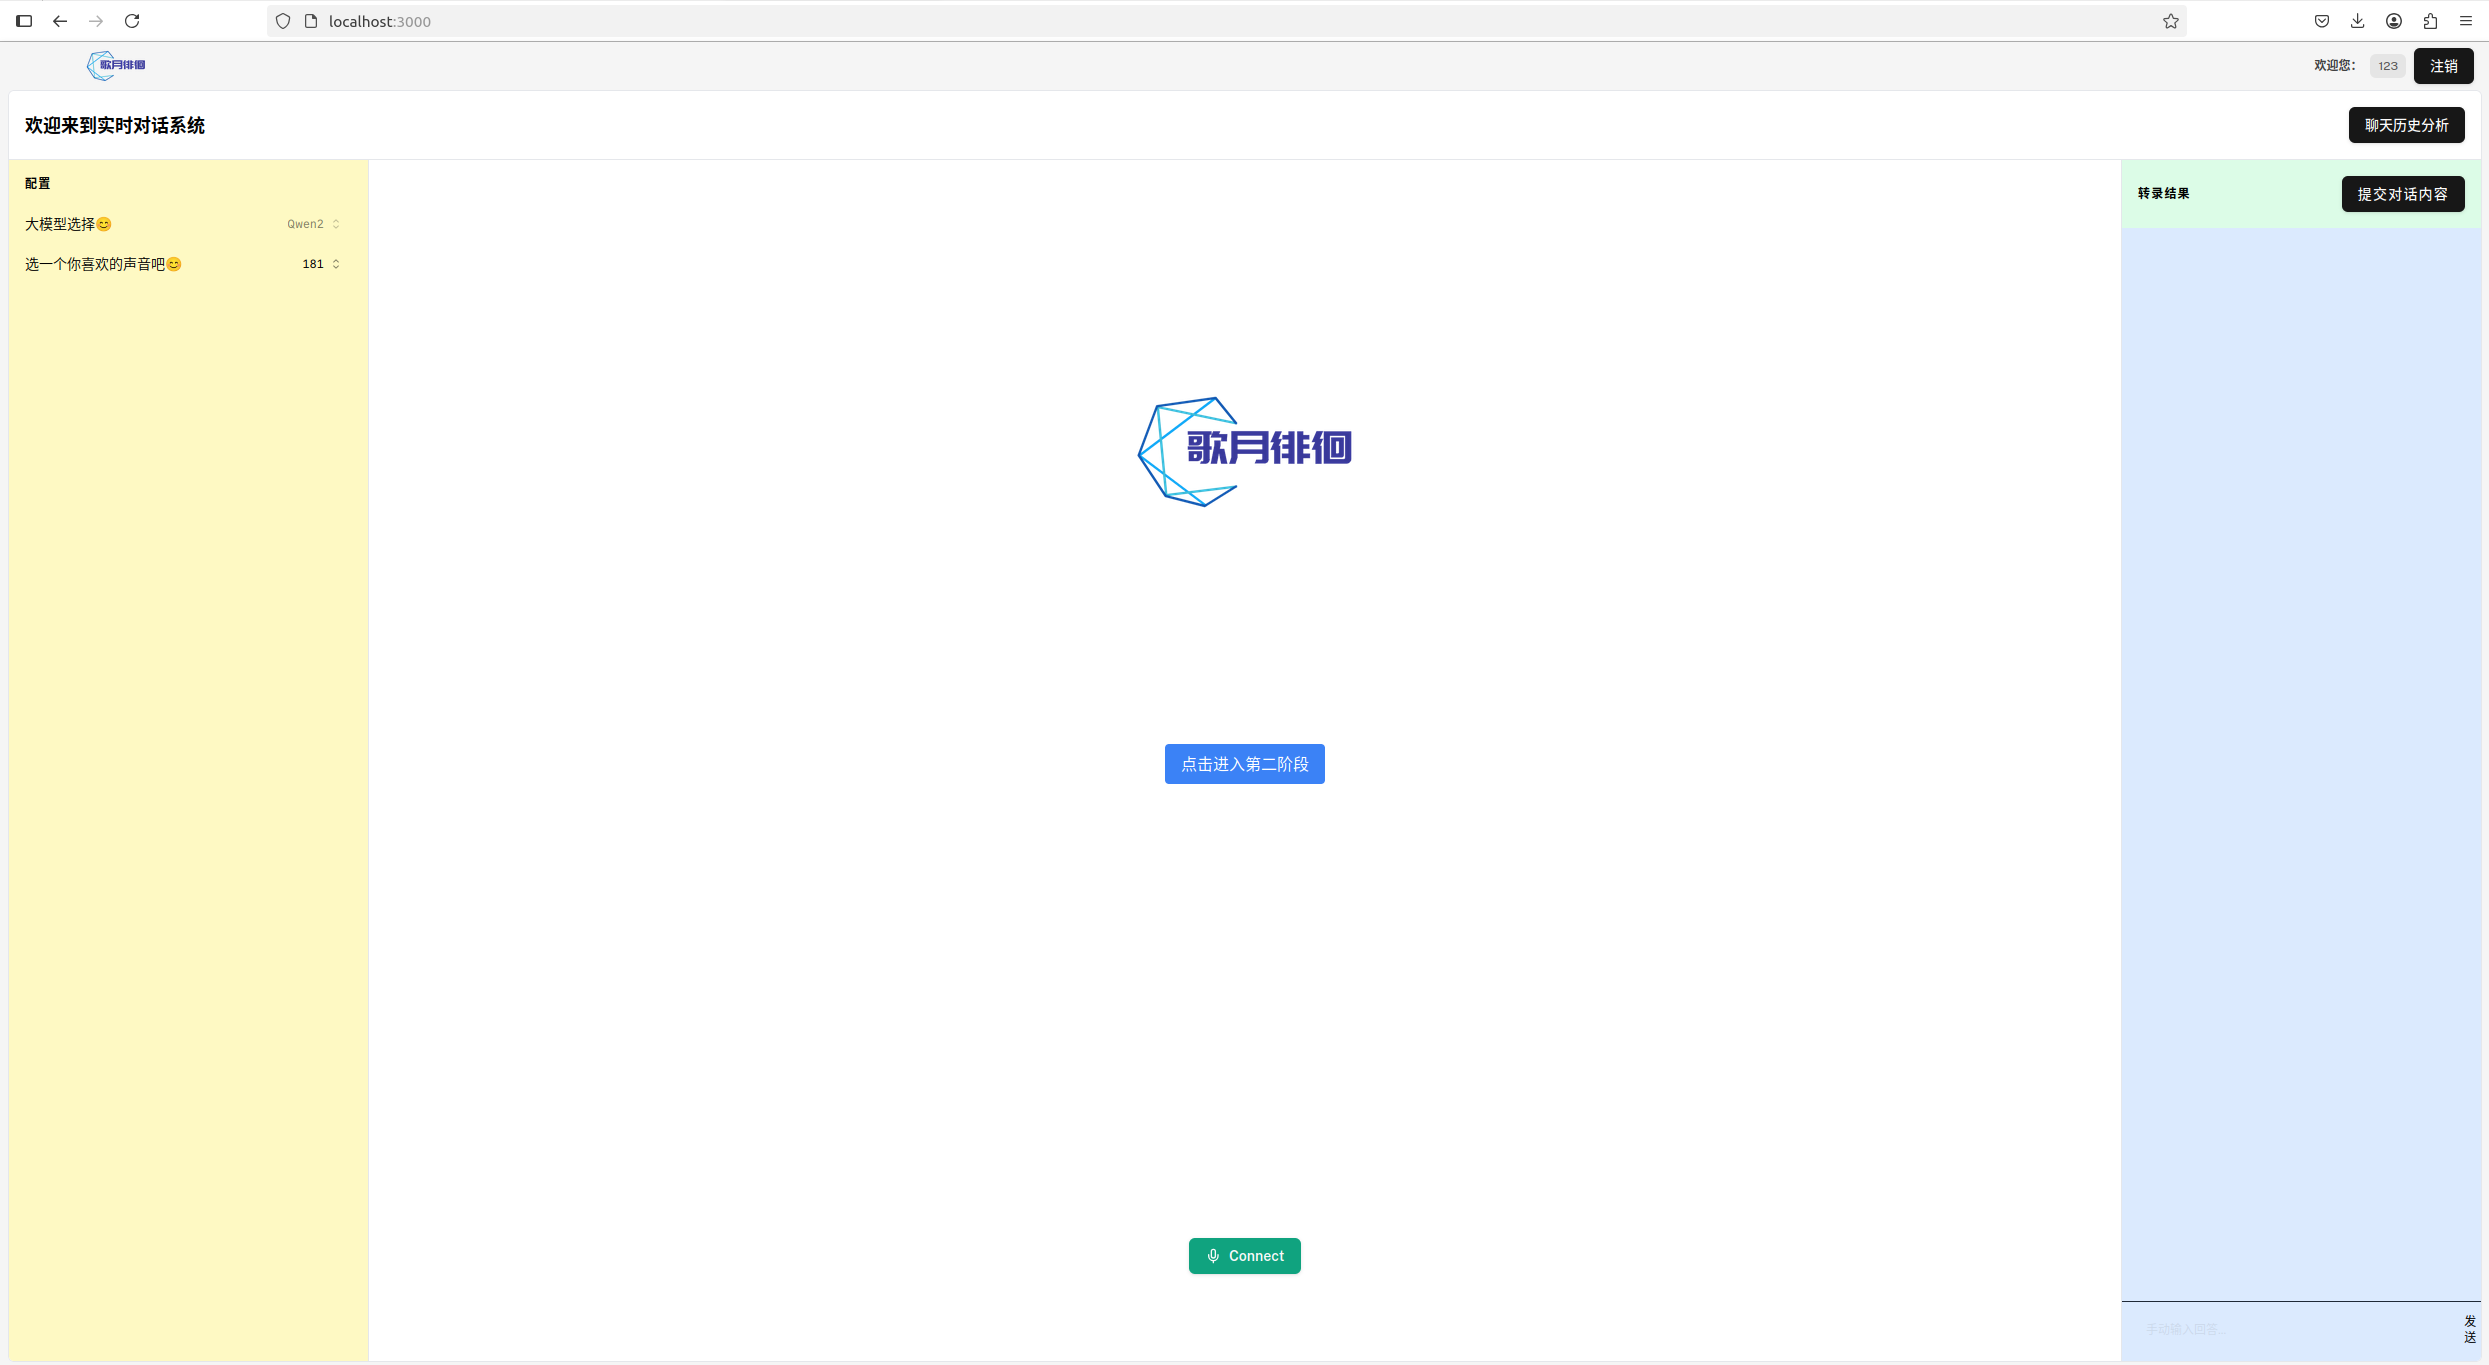 localhost:3000
歌月徘徊
欢迎您：
123
注销
欢迎来到实时对话系统
聊天历史分析
配置
大模型选择😊
Qwen2
选一个你喜欢的声音吧😊
181
歌月徘徊
点击进入第二阶段
Connect
转录结果
提交对话内容
手动输入回答...
发
送